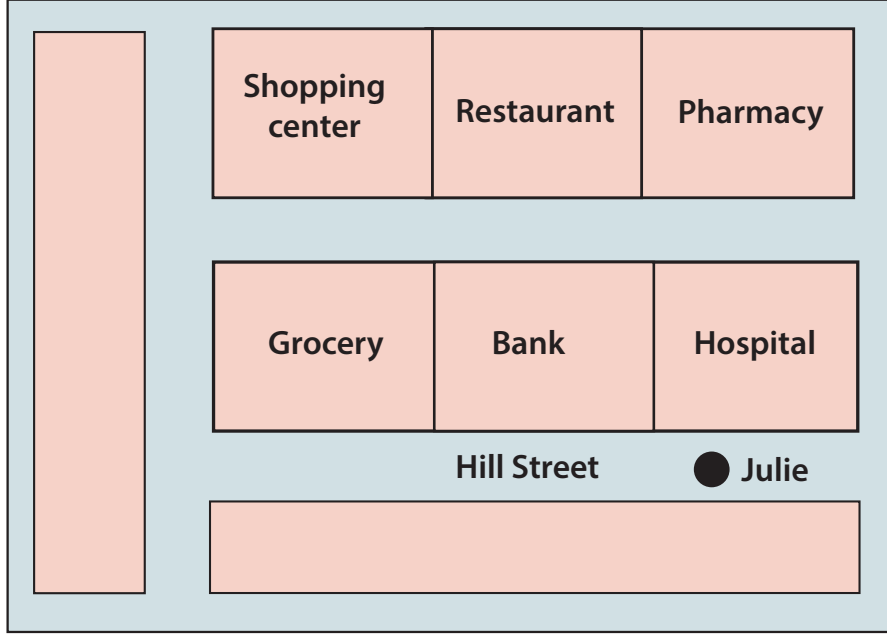 Shopping
center
Restaurant
Pharmacy
Grocery
Bank
Hospital
Hill Street
Julie